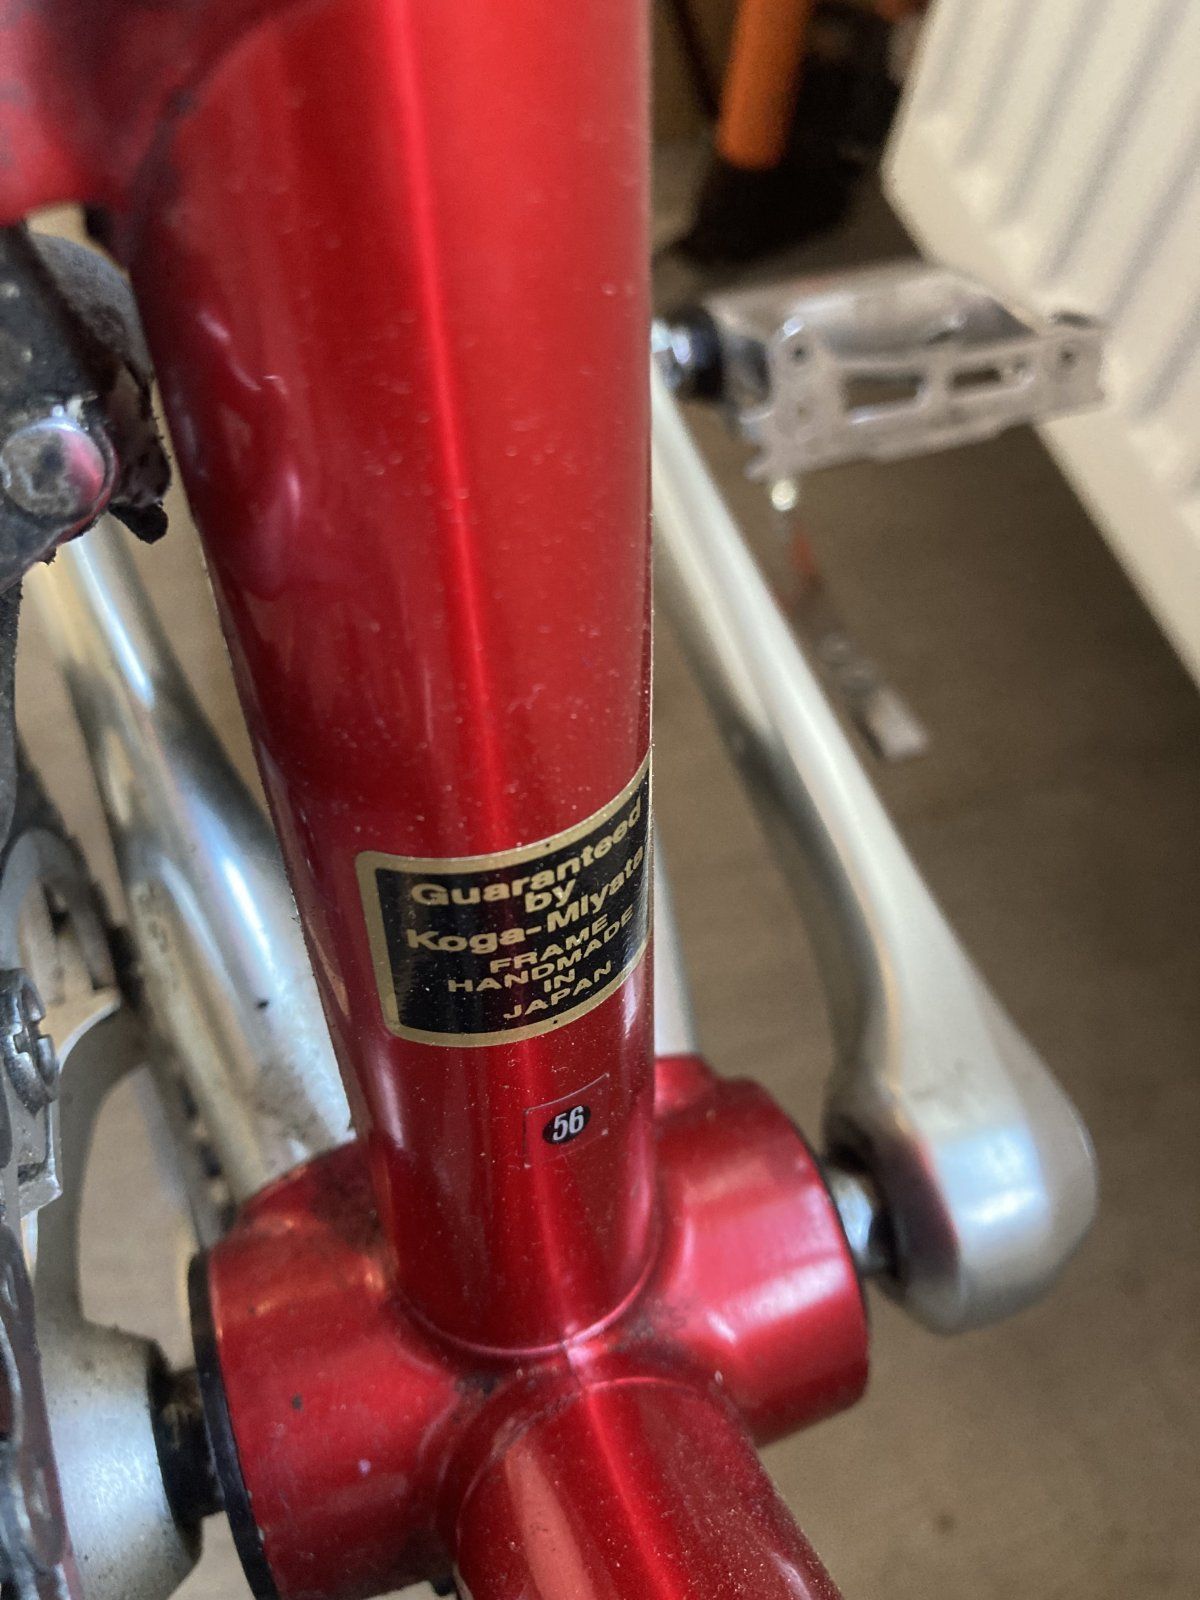 Guaranteed
by
Koga-Miyata
FRAME
HANDMADE
IN
JAPAN
56